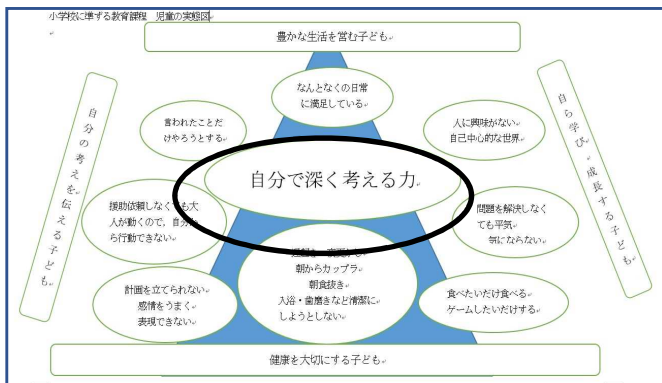 小学校に準ずる教育課程 児童の実態図
豊かな生活を営む子ども
なんとなくの日常
に満足している
言われたことだ
けやろうとする
人に興味がない
自己中心的な世界
自分の考えを伝える子ども
自ら学び、成長する子ども
自分で深く考える力
援助依頼しなくても大
人が動くので，自分
ら行動できない
問題を解決しなく
ても平気
気にならない
朝からカップラ
朝食抜き
入浴・歯磨きなど清潔に
しようとしない
計画を立てられない
感情をうまく
表現できない
食べたいだけ食べる
ゲームしたいだけする
健康を大切にする子ども